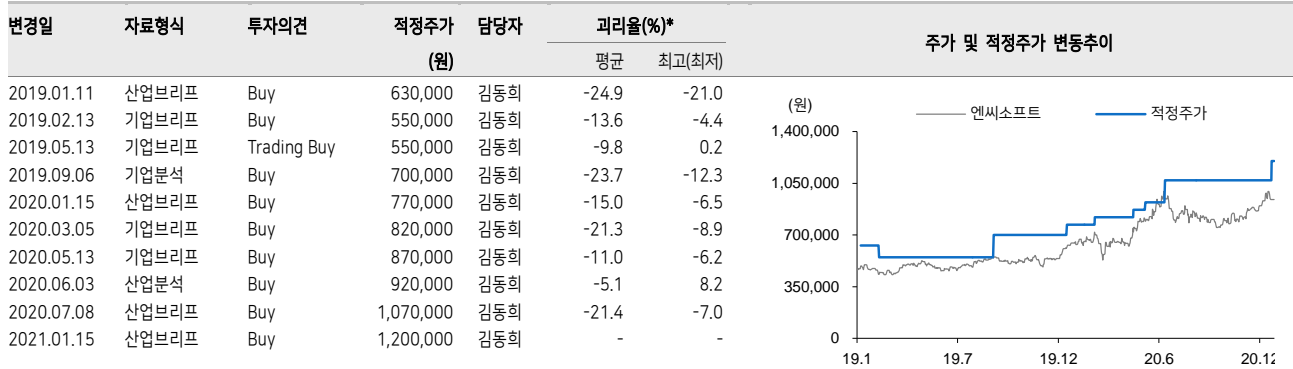 변경일 자료형식 투자의견 적정주가 담당자 괴리율(%)* 주가 및 적정주가 변동추이
(원) 평균 최고(최저)
2019.01.11 산업브리프 Buy 630,000 김동희 -24.9 -21.0
2019.02.13 기업브리프 Buy 550,000 김동희 -13.6 -4.4
2019.05.13 기업브리프 Trading Buy 550,000 김동희 -9.8 0.2
2019.09.06 기업분석 Buy 700,000 김동희 -23.7 -12.3
2020.01.15 산업브리프 Buy 770,000 김동희 -15.0 -6.5
2020.03.05 기업브리프 Buy 820,000 김동희 -21.3 -8.9
2020.05.13 기업브리프 Buy 870,000 김동희 -11.0 -6.2
2020.06.03 산업분석 Buy 920,000 김동희 -5.1 8.2
2020.07.08 산업브리프 Buy 1,070,000 김동희 -21.4 -7.0
2021.01.15 산업브리프 Buy 1,200,000 김동희 - -
(원) 엔씨소프트 적정주가
1,400,000
1,050,000
700,000
350,000
0
19.1 19.7 19.12 20.6 20.12